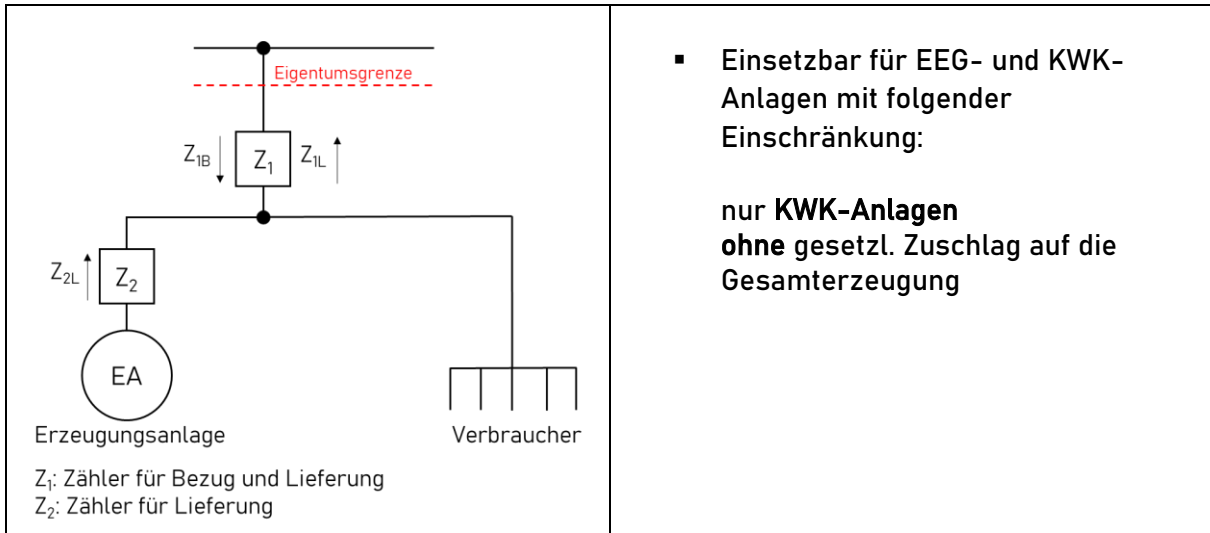 Eigentumsgrenze
Z1B Z1 Z1L
Z2L Z2
EA
Erzeugungsanlage
Verbraucher
Z1: Zähler für Bezug und Lieferung
Z2: Zähler für Lieferung
▪ Einsetzbar für EEG- und KWK-
Anlagen mit folgender
Einschränkung:
nur KWK-Anlagen
ohne gesetzl. Zuschlag auf die
Gesamterzeugung